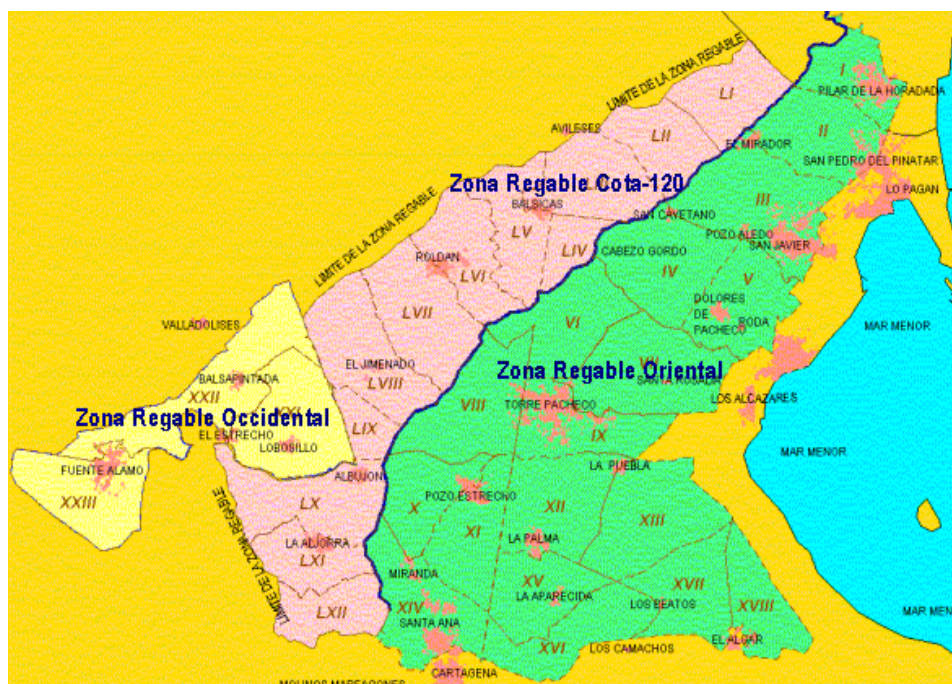 LIMITE DE LA ZONA REGABLE
LI
I
PILAR DE LA HORADADA
AVILESES
LII
II
EL MIRADOR
SAN PEDRO DEL PINATAR
Zona Regable Cota-120
LO PAGAN
BALSICAS
III
SAN CAYETANO
LIMITE DE LA ZONA REGABLE
LV
POZO ALEDO
SAN JAVIER
ROLDAN
LVI
LIV
CABEZO GORDO
IV
V
LVII
DOLORES
DE
PACHECO
RODA
VALLADOLISES
VI
MAR MENOR
EL JIMENADO
BALSAPINTADA
LVIII
Zona Regable Oriental
SANTA ROSALIA
XXII
XXI
VIII
TORRE PACHECO
LOS ALCAZARES
Zona Regable Occidental
LIX
IX
EL ESTRECHO
LOBOSILLO
MAR MENOR
FUENTE ALAMO
ALBUJON
LA PUEBLA
XXIII
POZO ESTRECHO
LX
X
XII
XIII
LIMITE DE LA ZONA REGABLE
XI
LA PALMA
LA ALJORRA
LXI
MIRANDA
XV
XVII
LA APARECIDA
LOS BEATOS
LXII
XIV
XVIII
MAR MEN
SANTA ANA
EL ALGAR
XVI
LOS CAMACHOS
CARTAGENA
MOLINOS MARFAGONES